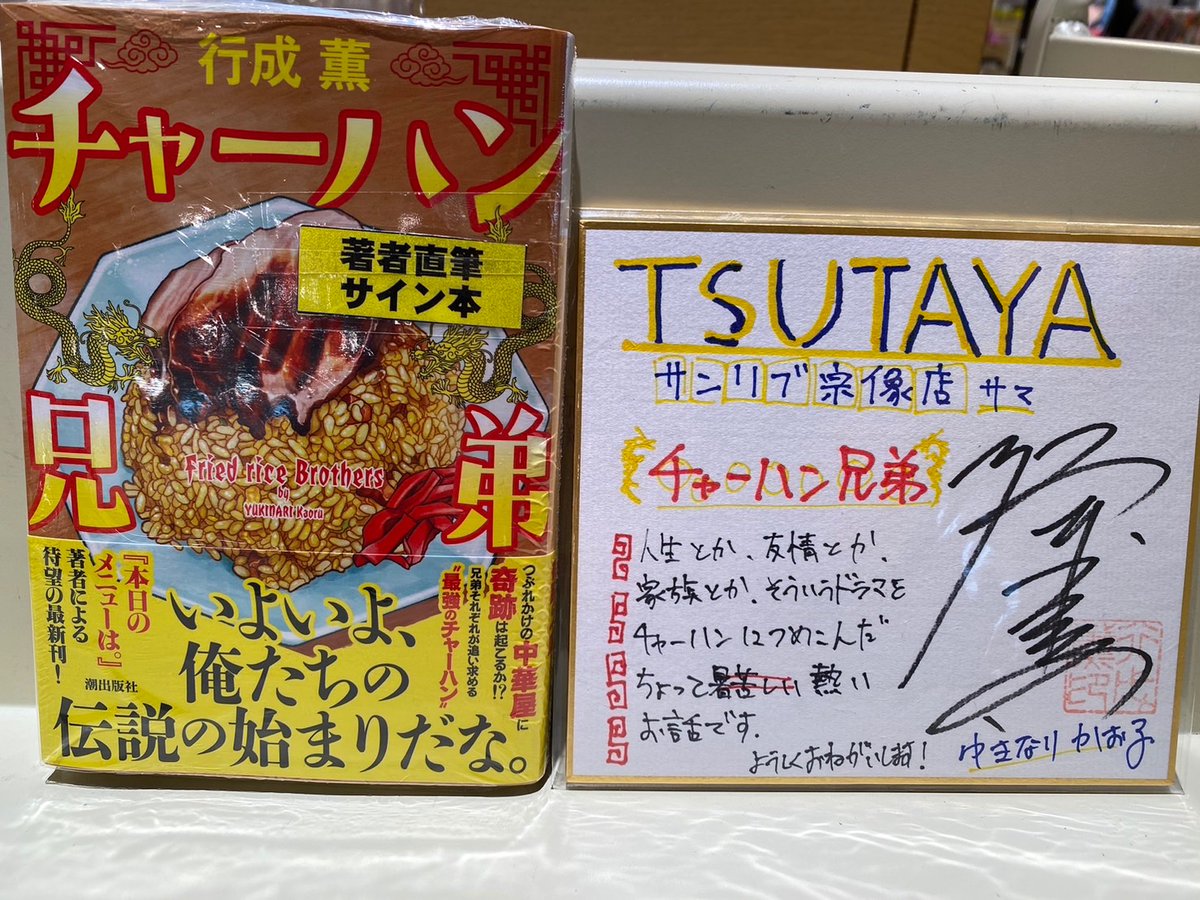 行成 薫
チャーハン
兄弟
著者直筆
サイン本
Fried rice Brothers
by
YUKINARI Kaoru
つぶれかけの中華屋に
奇跡は起こるか!?
兄弟それぞれが追い求める
“最強のチャーハン”
いよいよ、
俺たちの
伝説の始まりだな。
『本日の
メニューは。』
著者による
待望の最新刊!
潮出版社
TSUTAYA
サンリブ宗像店 サマ
チャーハン兄弟
人生とか、友情とか、
家族とか、そういうドラマを
チャーハンにつめこんだ
ちょって暑苦しい熱い
お話です。
よろしくおねがいします!
ゆきなり かおる